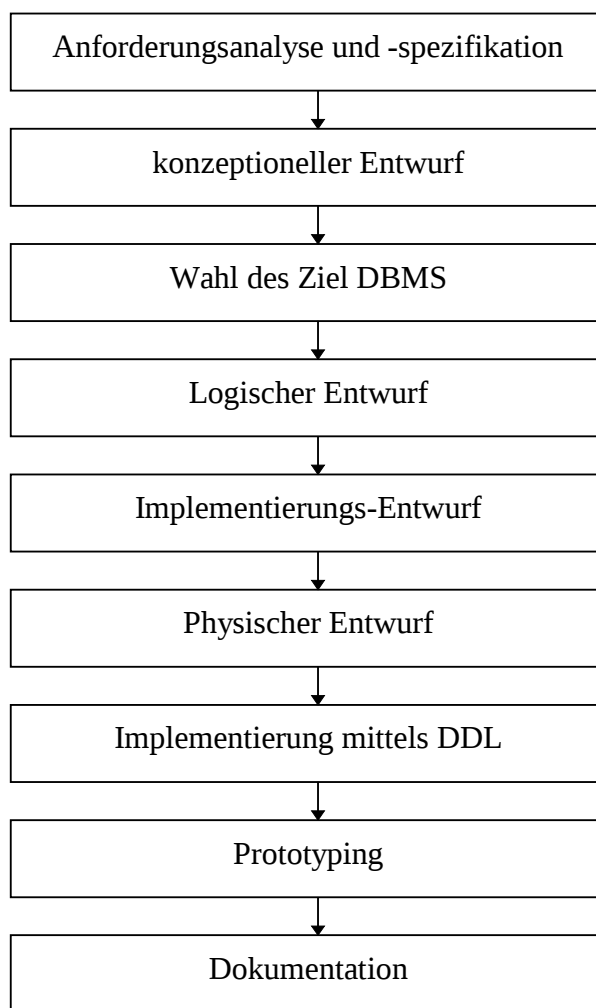 Anforderungsanalyse und -spezifikation
konzeptioneller Entwurf
Wahl des Ziel DBMS
Logischer Entwurf
Implementierungs-Entwurf
Physischer Entwurf
Implementierung mittels DDL
Prototyping
Dokumentation